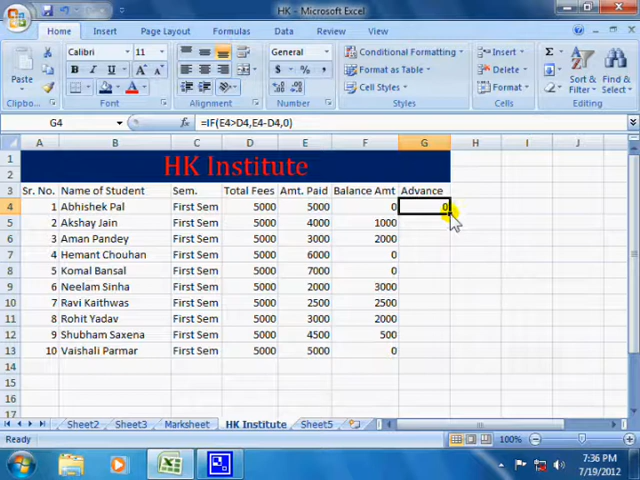 HK - Microsoft Excel
Home Insert Page Layout Formulas Data Review View
Calibri 11 General Conditional Formatting Insert
Paste B I U A A $ % , Format as Table Delete Sort & Filter Find & Select
Cell Styles Format
Clipboard Font Alignment Number Styles Cells
G4 fx =IF(E4>D4,E4-D4,0)
A B C D E F G H I J
1 HK Institute
2
3 Sr. No. Name of Student Sem. Total Fees Amt. Paid Balance Amt Advance
4 1 Abhishek Pal First Sem 5000 5000 0 0
5 2 Akshay Jain First Sem 5000 4000 1000
6 3 Aman Pandey First Sem 5000 3000 2000
7 4 Hemant Chouhan First Sem 5000 6000 0
8 5 Komal Bansal First Sem 5000 7000 0
9 6 Neelam Sinha First Sem 5000 2000 3000
10 7 Ravi Kaithwas First Sem 5000 2500 2500
11 8 Rohit Yadav First Sem 5000 3000 2000
12 9 Shubham Saxena First Sem 5000 4500 500
13 10 Vaishali Parmar First Sem 5000 5000 0
14
15
16
17
Sheet2 Sheet3 Marksheet HK Institute Sheet5
Ready 100%
7:36 PM
7/19/2012